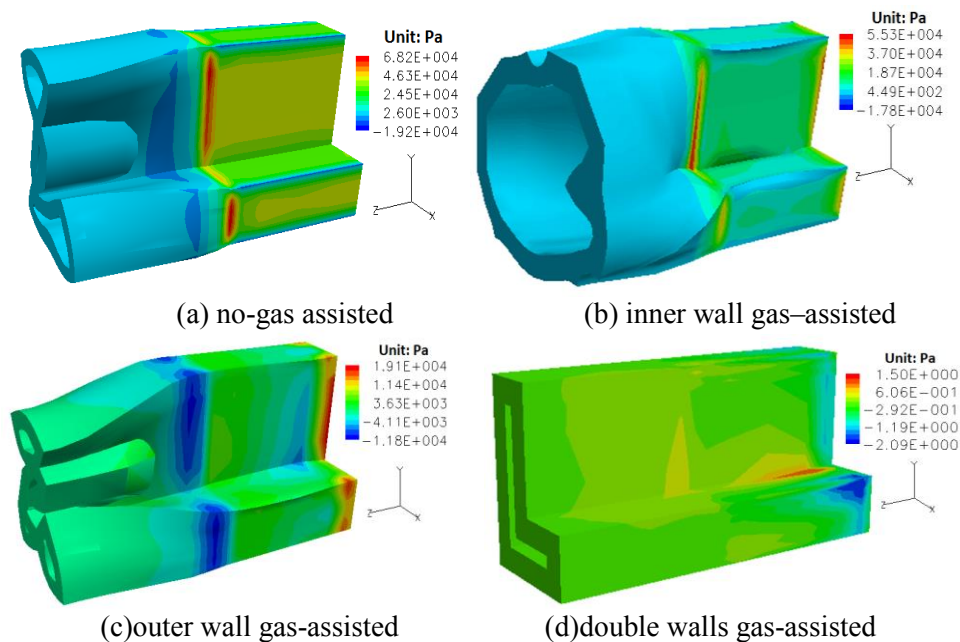 Unit: Pa
6.82E+004
4.63E+004
2.45E+004
2.60E+003
-1.92E+004
Y
Z
X
(a) no-gas assisted
Unit: Pa
5.53E+004
3.70E+004
1.87E+004
4.49E+002
-1.78E+004
Y
Z
X
(b) inner wall gas–assisted
Unit: Pa
1.91E+004
1.14E+004
3.63E+003
-4.11E+003
-1.18E+004
Y
Z
X
(c)outer wall gas-assisted
Unit: Pa
1.50E+000
6.06E-001
-2.92E-001
-1.19E+000
-2.09E+000
Y
Z
X
(d)double walls gas-assisted